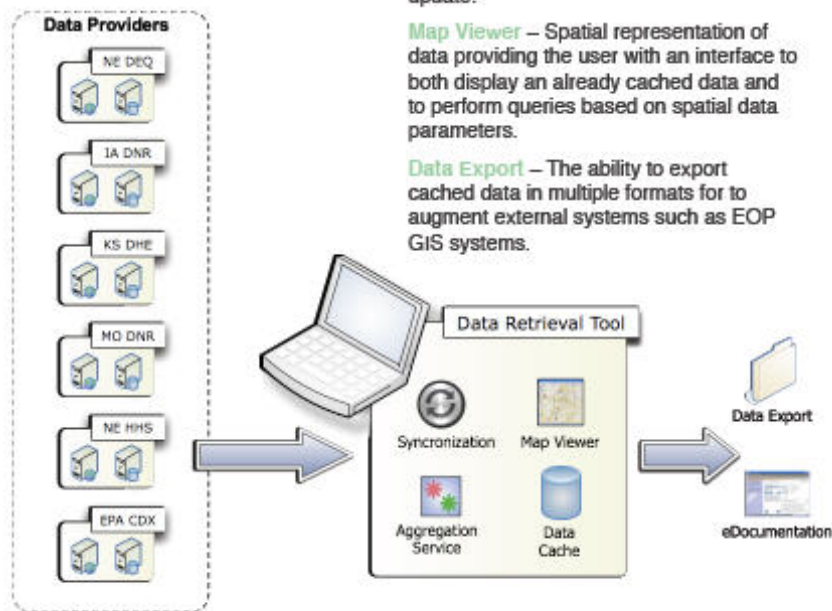 update.
Map Viewer – Spatial representation of
data providing the user with an interface to
both display an already cached data and
to perform queries based on spatial data
parameters.
Data Export – The ability to export
cached data in multiple formats for to
augment external systems such as EOP
GIS systems.
Data Providers
NE DEQ
IA DNR
KS DHE
MO DNR
NE HHS
EPA CDX
Data Retrieval Tool
Syncronization
Map Viewer
Aggregation
Service
Data
Cache
Data Export
eDocumentation